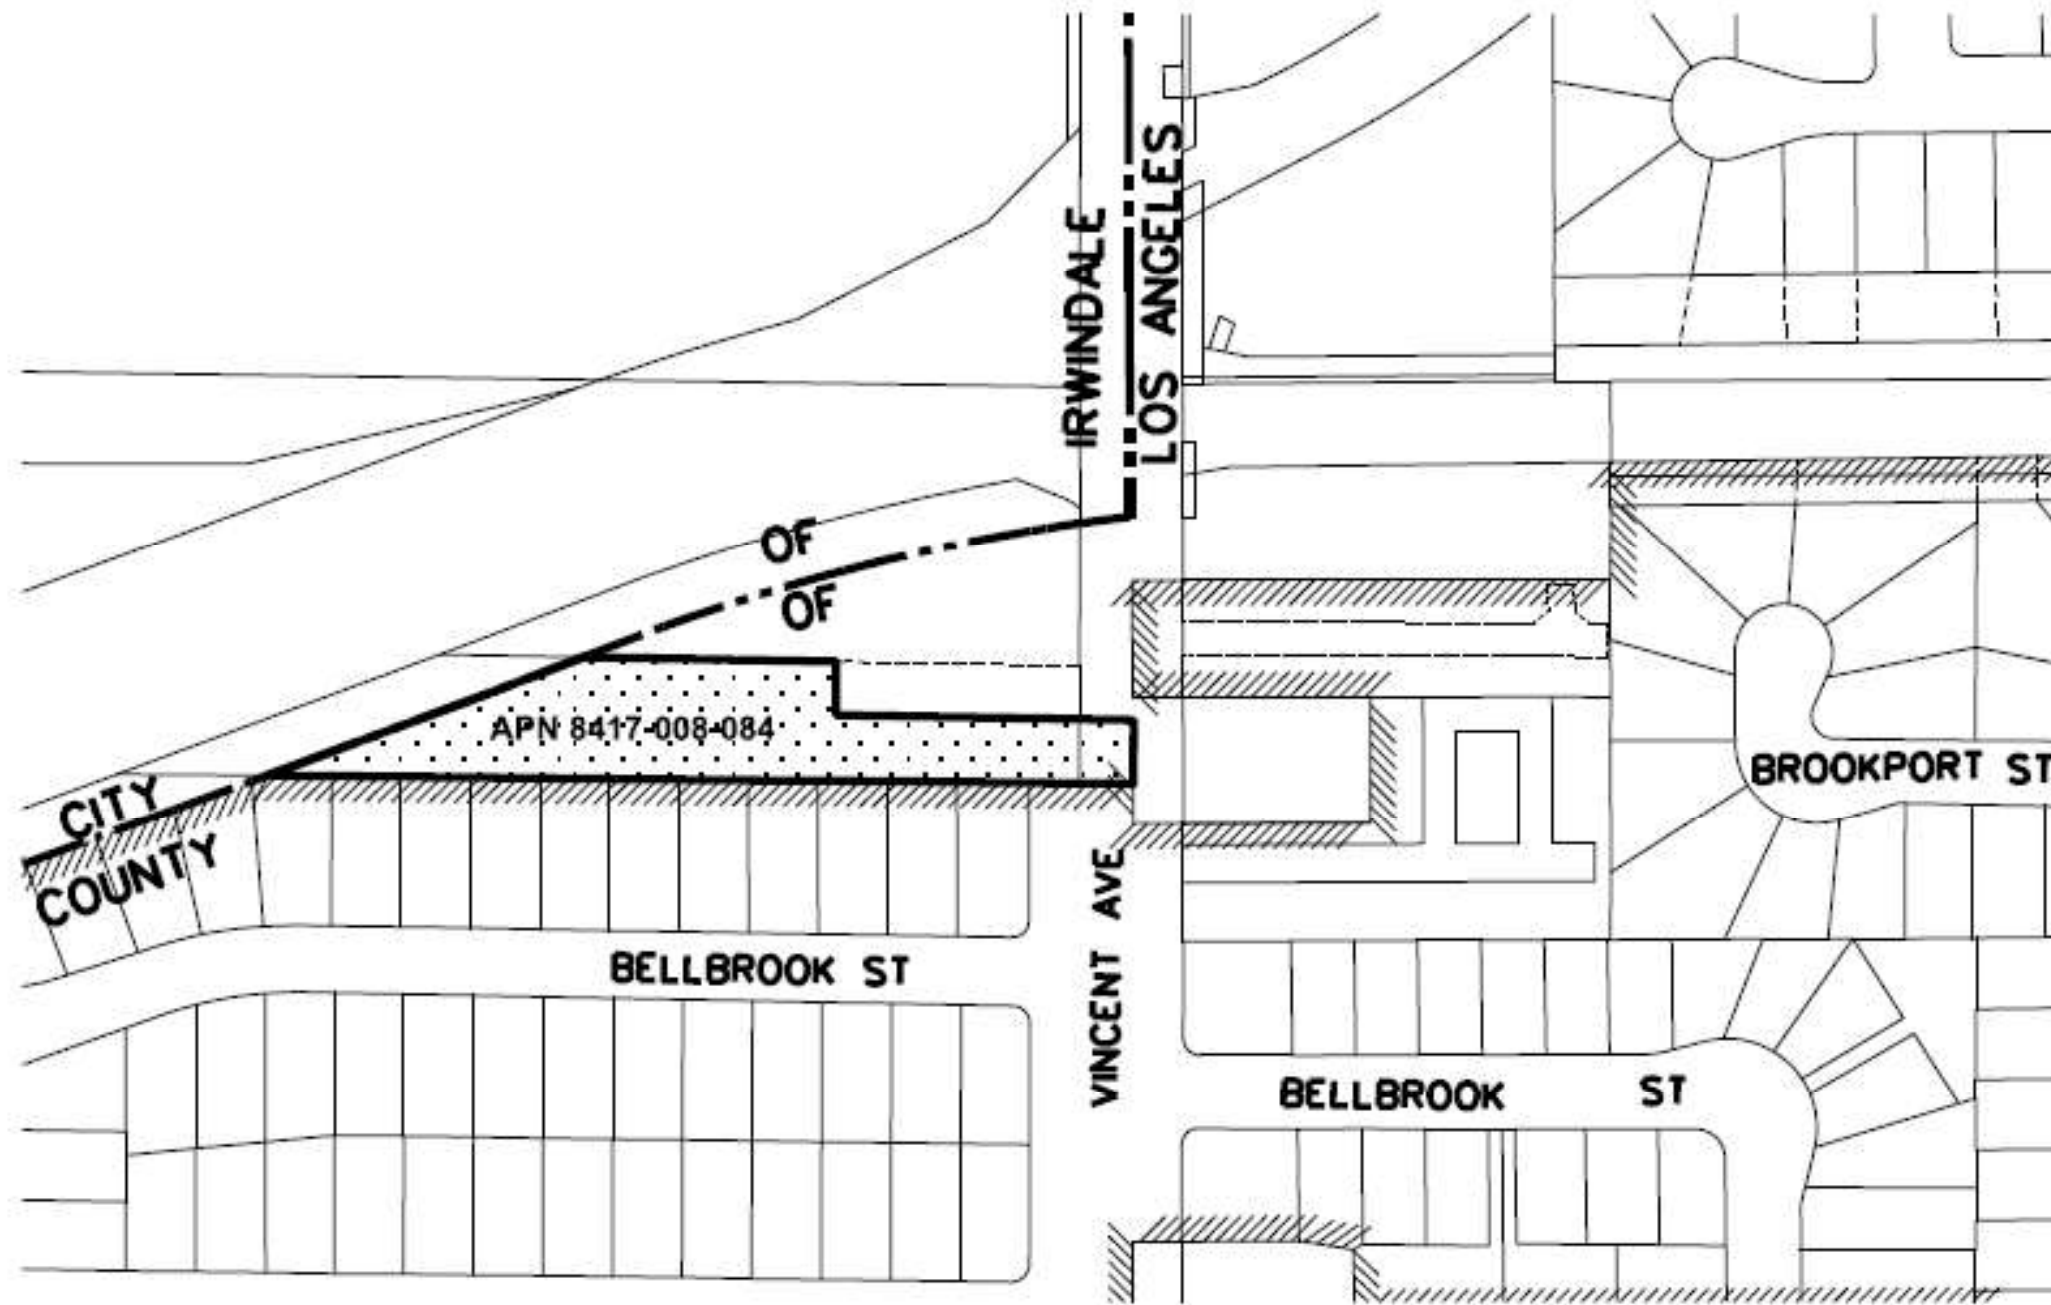 IRWINDALE
LOS ANGELES
OF
OF
APN 8417-008-084
CITY
COUNTY
BROOKPORT ST
VINCENT AVE
BELLBROOK ST
BELLBROOK ST